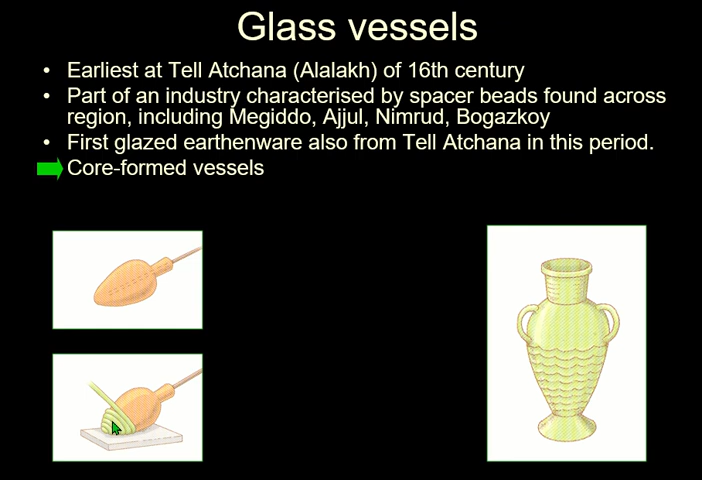 Glass vessels
• Earliest at Tell Atchana (Alalakh) of 16th century
• Part of an industry characterised by spacer beads found across
region, including Megiddo, Ajjul, Nimrud, Bogazkoy
• First glazed earthenware also from Tell Atchana in this period.
Core-formed vessels